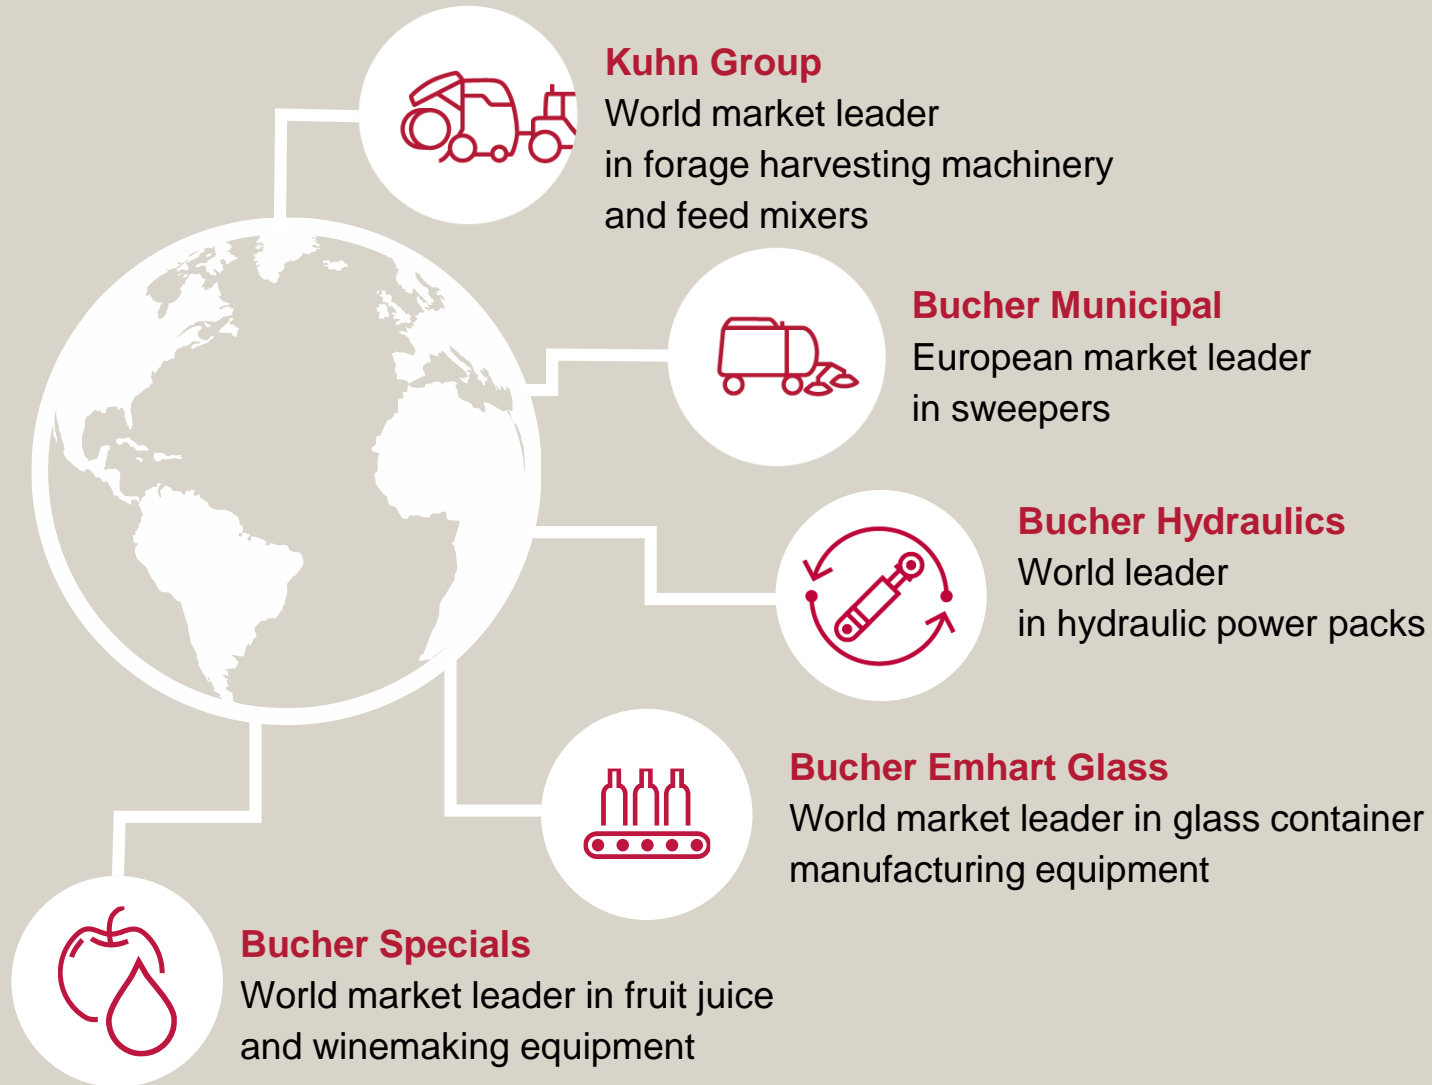 Kuhn Group
World market leader
in forage harvesting machinery
and feed mixers
Bucher Municipal
European market leader
in sweepers
Bucher Hydraulics
World leader
in hydraulic power packs
Bucher Emhart Glass
World market leader in glass container
manufacturing equipment
Bucher Specials
World market leader in fruit juice
and winemaking equipment